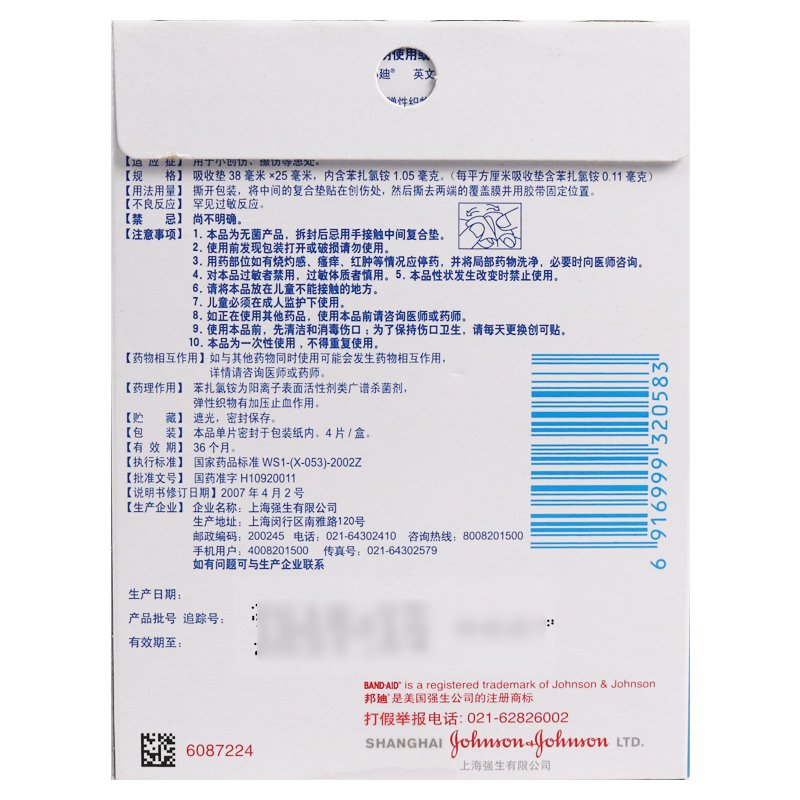 明使用或
邦廸® 英文
弹性织物
【适 应 症】用于小创伤、擦伤等患处。
【规 格】吸收垫 38 毫米 ×25 毫米，内含苯扎氯铵 1.05 毫克。（每平方厘米吸收垫含苯扎氯铵 0.11 毫克）
【用法用量】撕开包装，将中间的复合垫贴在创伤处，然后撕去两端的覆盖膜并用胶带固定位置。
【不良反应】罕见过敏反应。
【禁 忌】尚不明确。
【注意事项】1. 本品为无菌产品，拆封后忌用手接触中间复合垫。
2. 使用前发现包装打开或破损请勿使用。
3. 用药部位如有烧灼感、瘙痒、红肿等情况应停药，并将局部药物洗净，必要时向医师咨询。
4. 对本品过敏者禁用，过敏体质者慎用。5. 本品性状发生改变时禁止使用。
6. 请将本品放在儿童不能接触的地方。
7. 儿童必须在成人监护下使用。
8. 如正在使用其他药品，使用本品前请咨询医师或药师。
9. 使用本品前，先清洁和消毒伤口；为了保持伤口卫生，请每天更换创可贴。
10. 本品为一次性使用，不得重复使用。
【药物相互作用】如与其他药物同时使用可能会发生药物相互作用，
详情请咨询医师或药师。
【药理作用】苯扎氯铵为阳离子表面活性剂类广谱杀菌剂，
弹性织物有加压止血作用。
【贮 藏】遮光，密封保存。
【包 装】本品单片密封于包装纸内。4 片 / 盒。
【有 效 期】36 个月。
【执行标准】国家药品标准 WS1-(X-053)-2002Z
【批准文号】国药准字 H10920011
【说明书修订日期】2007 年 4 月 2 号
【生产企业】企业名称：上海强生有限公司
生产地址：上海闵行区南雅路120号
邮政编码：200245 电话：021-64302410 咨询热线：8008201500
手机用户：4008201500 传真号：021-64302579
如有问题可与生产企业联系
6 916999 320583
生产日期：
产品批号 追踪号：
有效期至：
BAND-AID® is a registered trademark of Johnson & Johnson
邦廸® 是美国强生公司的注册商标
打假举报电话：021-62826002
SHANGHAI Johnson & Johnson LTD.
上海强生有限公司
6087224